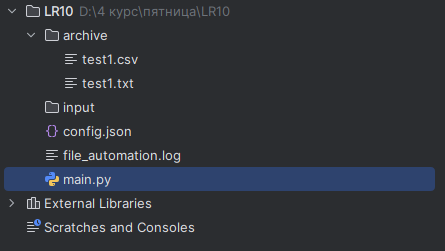 LR10 D:\4 курс\пятница\LR10
archive
test1.csv
test1.txt
input
config.json
file_automation.log
main.py
External Libraries
Scratches and Consoles